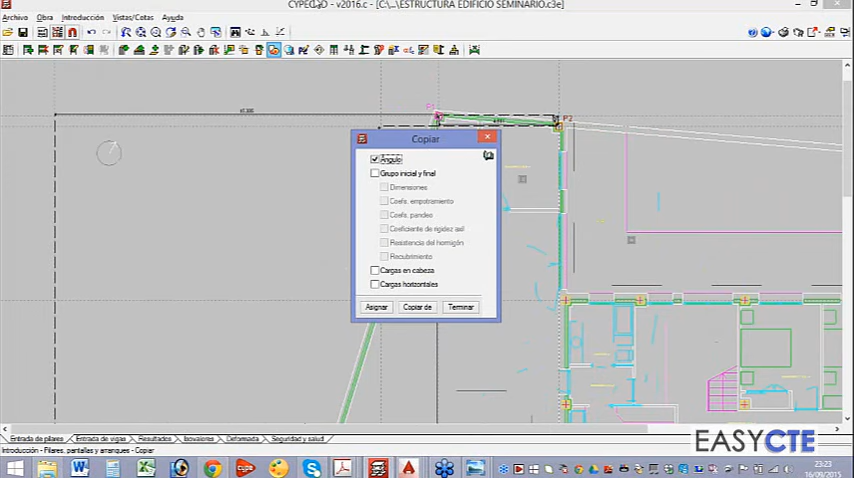 CYPECAD - v2016.c - [C:\...\ESTRUCTURA EDIFICIO SEMINARIO.c3e]
Archivo Obra Introducción Vistas/Cotas Ayuda
P1
P2
Copiar
Ángulo
Grupo inicial y final
Dimensiones
Coefs. empotramiento
Coefs. pandeo
Coeficiente de rigidez axil
Resistencia del hormigón
Recubrimiento
Cargas en cabeza
Cargas horizontales
Asignar Copiar de Terminar
Entrada de pilares Entrada de vigas Resultados Isovalores Deformada Seguridad y salud
Introducción - Pilares, pantallas y arranques - Copiar
EASYCTE
23:23
16/09/2015